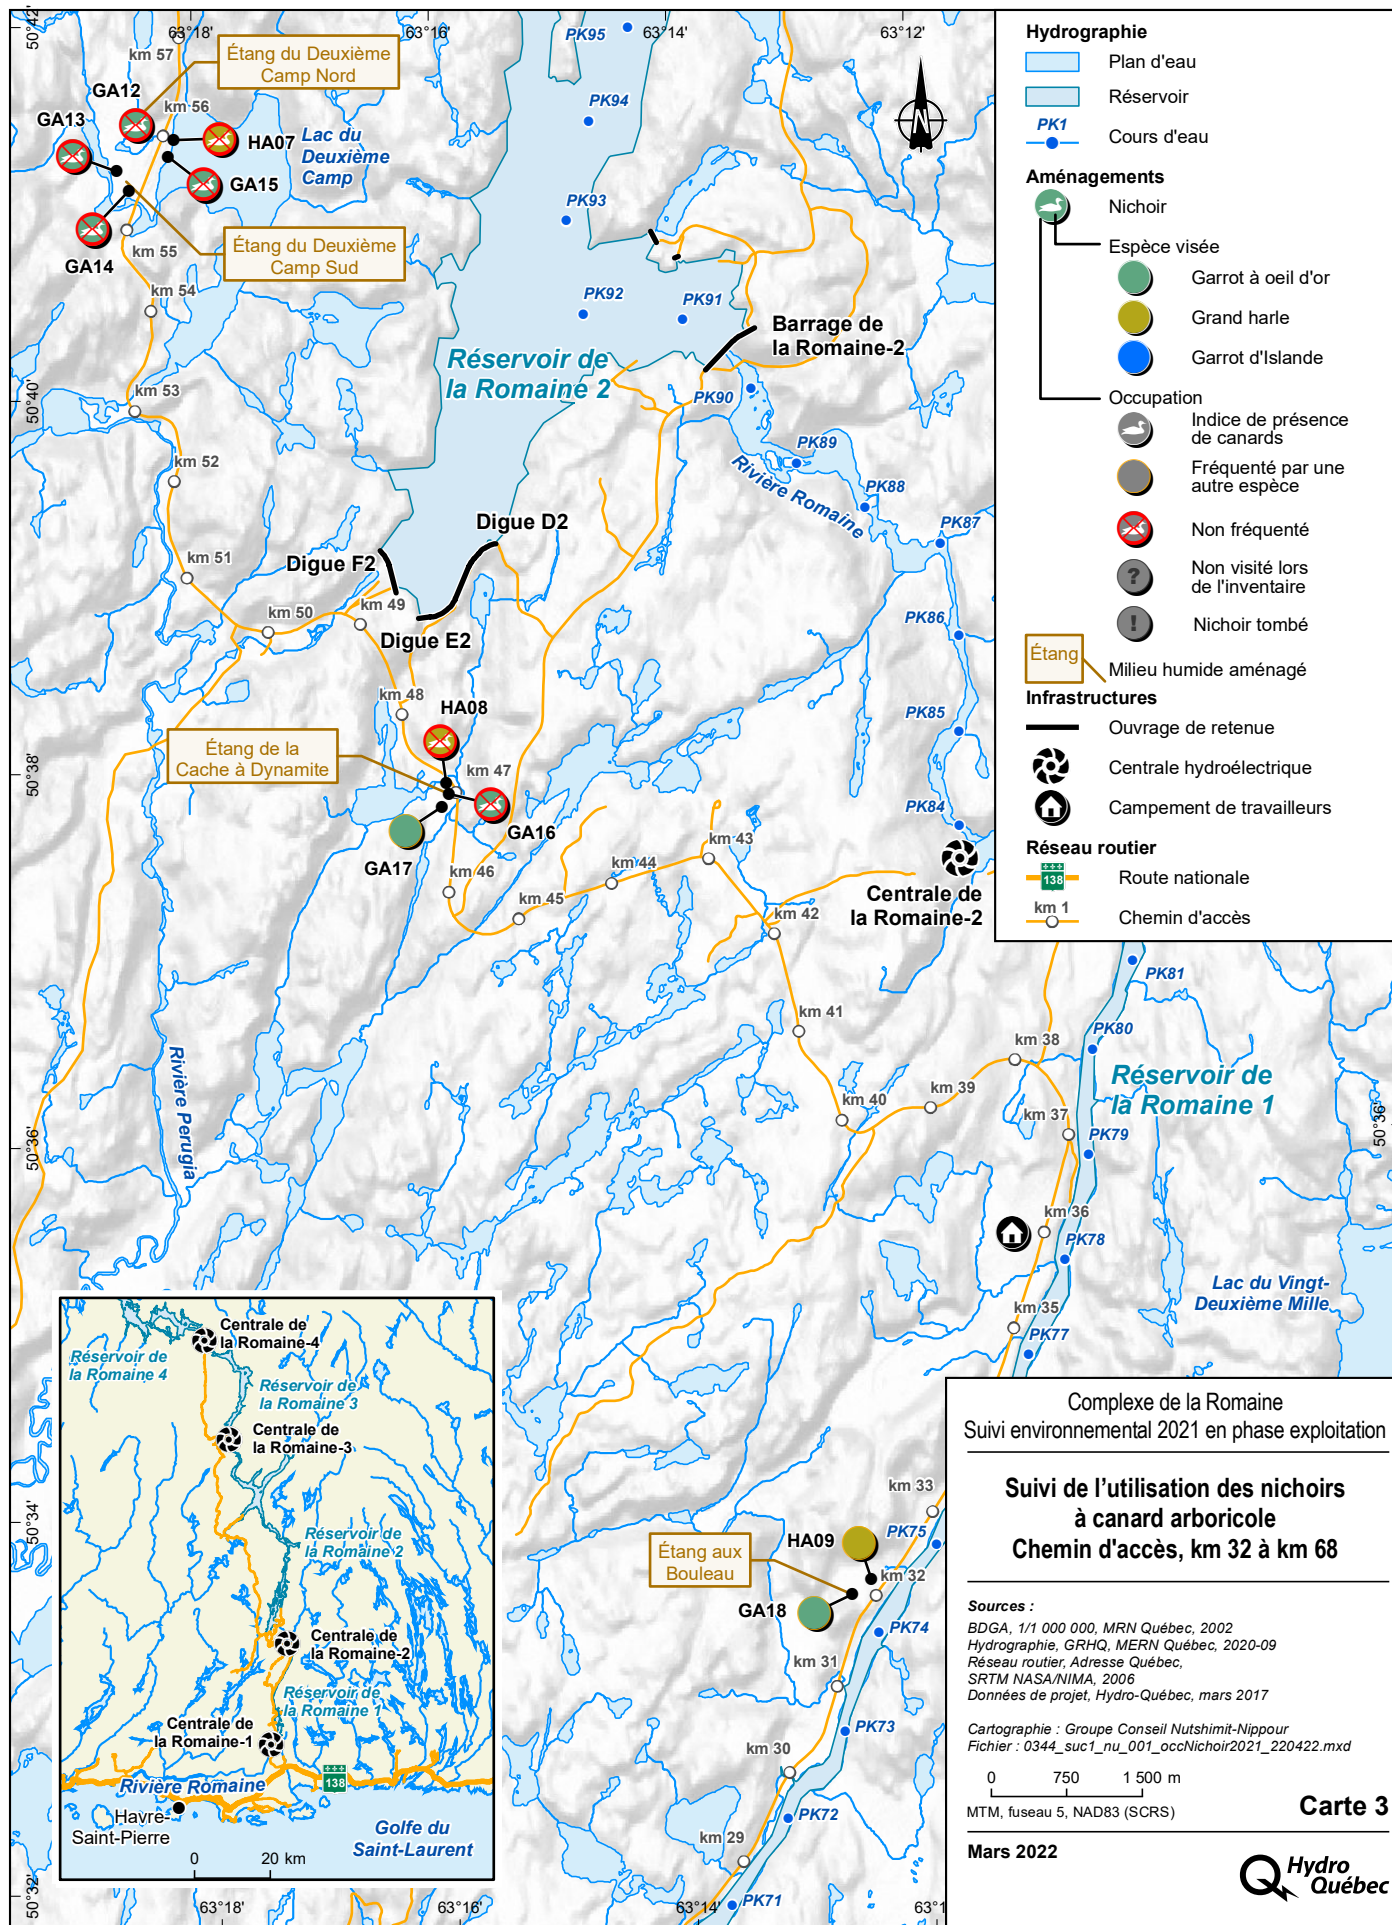 50°42'
63°18'
63°16'
63°14'
63°12'
PK95
km 57
Étang du Deuxième
Camp Nord
GA12
km 56
GA13
HA07
Lac du
Deuxième
Camp
GA15
PK94
PK93
Étang du Deuxième
Camp Sud
GA14
km 55
km 54
PK92
PK91
Barrage de
la Romaine-2
Réservoir de
la Romaine 2
50°40'
km 53
PK90
PK89
Rivière Romaine
PK88
PK87
km 52
km 51
Digue D2
Digue F2
km 50
km 49
Digue E2
PK86
km 48
HA08
PK85
Étang de la
Cache à Dynamite
km 47
50°38'
GA16
GA17
PK84
km 46
km 45
km 44
km 43
km 42
Centrale de
la Romaine-2
km 41
PK81
PK80
km 38
km 39
km 40
Réservoir de
la Romaine 1
km 37
PK79
50°36'
50°36'
Rivière Perugia
km 36
PK78
Lac du Vingt-
Deuxième Mille
km 35
PK77
50°34'
km 33
PK75
HA09
Étang aux
Bouleau
km 32
GA18
PK74
km 31
PK73
km 30
PK72
km 29
PK71
50°32'
63°18'
63°16'
63°14'
63°1
Hydrographie
Plan d'eau
Réservoir
PK1
Cours d'eau
Aménagements
Nichoir
Espèce visée
Garrot à oeil d'or
Grand harle
Garrot d'Islande
Occupation
Indice de présence
de canards
Fréquenté par une
autre espèce
Non fréquenté
?
Non visité lors
de l'inventaire
!
Nichoir tombé
Étang
Milieu humide aménagé
Infrastructures
Ouvrage de retenue
Centrale hydroélectrique
Campement de travailleurs
Réseau routier
138
Route nationale
km 1
Chemin d'accès
N
Centrale de
la Romaine-4
Réservoir de
la Romaine 4
Réservoir de
la Romaine 3
Centrale de
la Romaine-3
Réservoir de
la Romaine 2
Centrale de
la Romaine-2
Réservoir de
la Romaine 1
Centrale de
la Romaine-1
Rivière Romaine
138
Havre-
Saint-Pierre
Golfe du
Saint-Laurent
0 20 km
Complexe de la Romaine
Suivi environnemental 2021 en phase exploitation
Suivi de l’utilisation des nichoirs
à canard arboricole
Chemin d'accès, km 32 à km 68
Sources :
BDGA, 1/1 000 000, MRN Québec, 2002
Hydrographie, GRHQ, MERN Québec, 2020-09
Réseau routier, Adresse Québec,
SRTM NASA/NIMA, 2006
Données de projet, Hydro-Québec, mars 2017
Cartographie : Groupe Conseil Nutshimit-Nippour
Fichier : 0344_suc1_nu_001_occNichoir2021_220422.mxd
0 750 1 500 m
MTM, fuseau 5, NAD83 (SCRS)
Carte 3
Mars 2022
Hydro
Québec